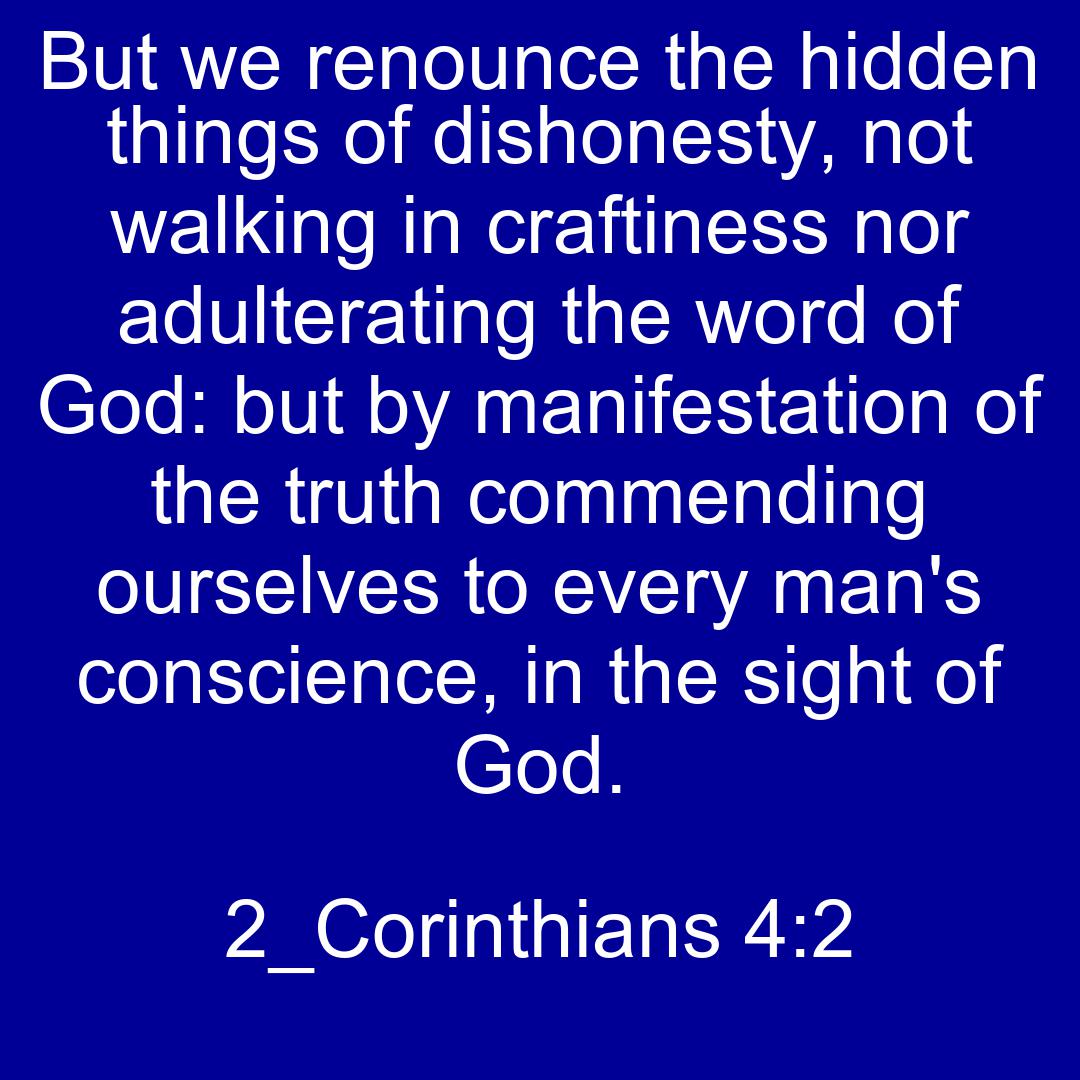 But we renounce the hidden
things of dishonesty, not
walking in craftiness nor
adulterating the word of
God: but by manifestation of
the truth commending
ourselves to every man's
conscience, in the sight of
God.
2_Corinthians 4:2